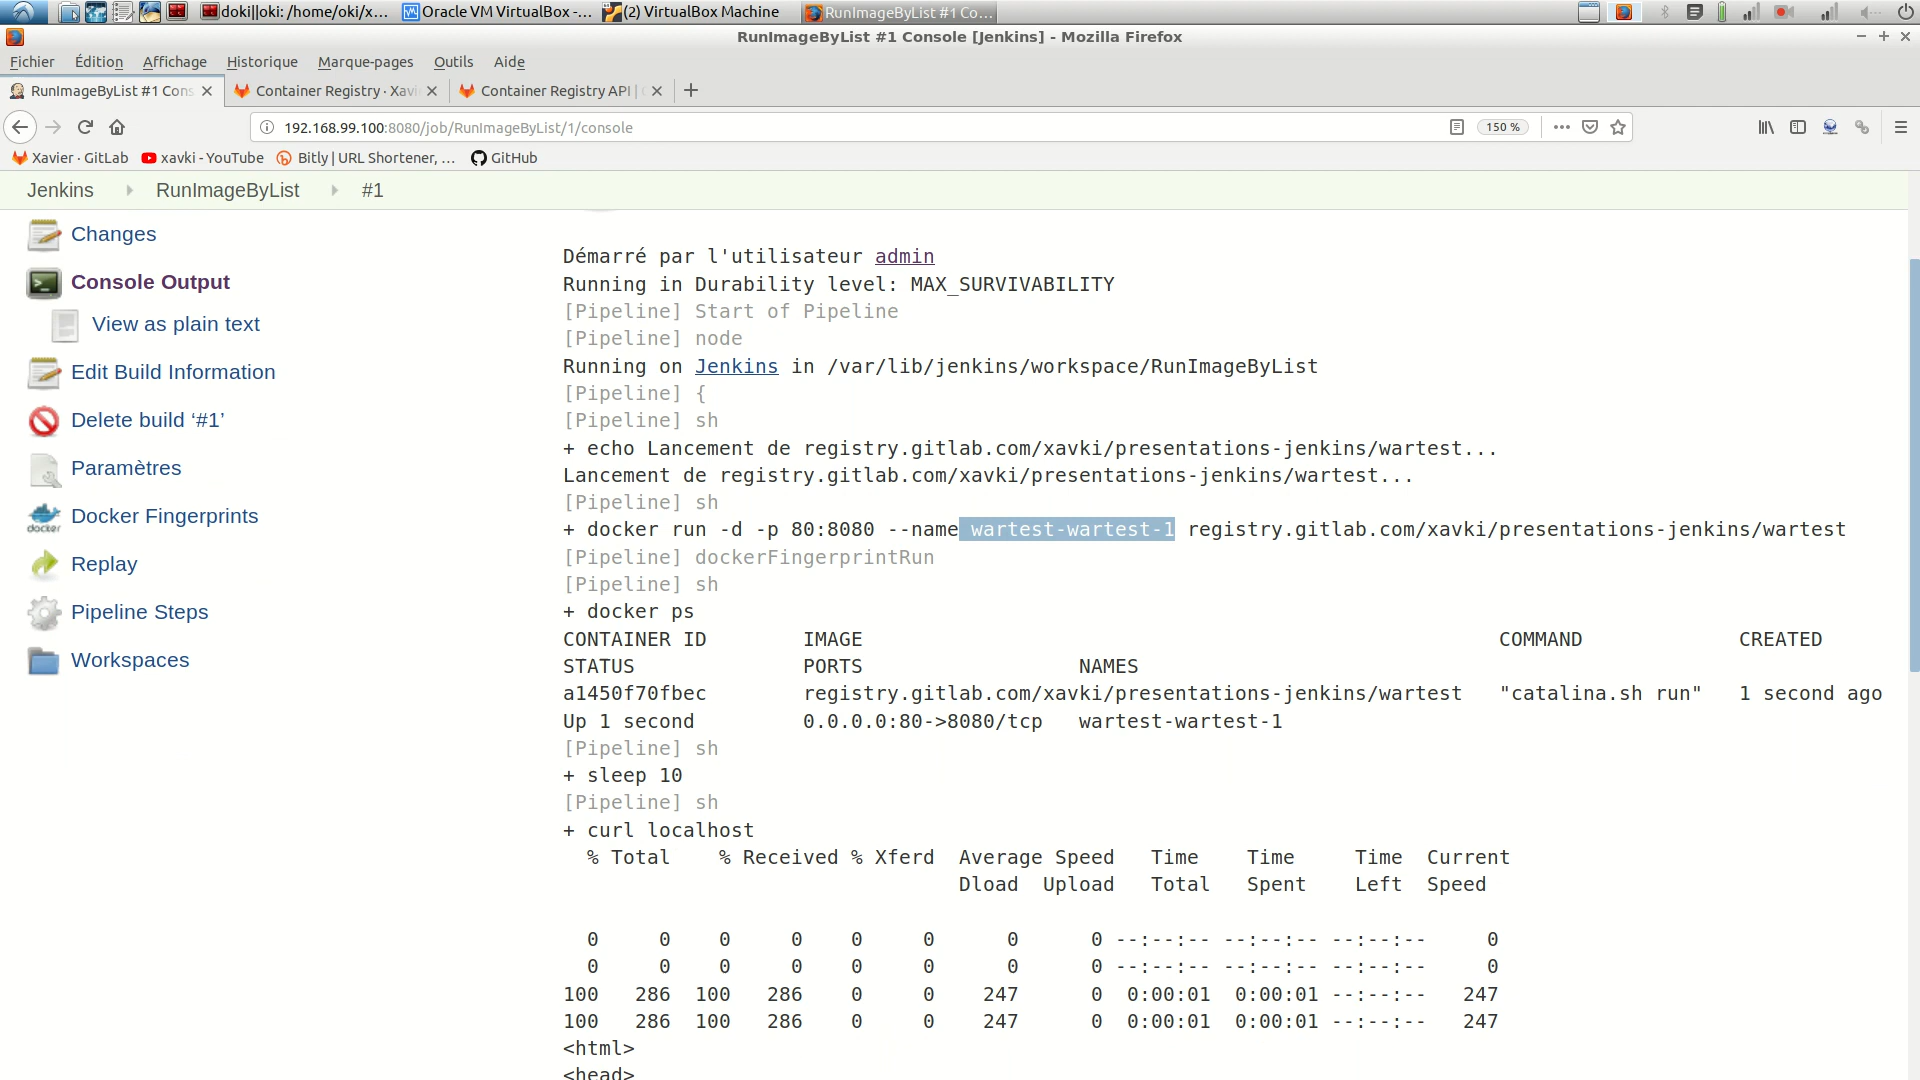 doki||oki: /home/oki/x...
Oracle VM VirtualBox -...
(2) VirtualBox Machine
RunImageByList #1 Co...
RunImageByList #1 Console [Jenkins] - Mozilla Firefox
Fichier Édition Affichage Historique Marque-pages Outils Aide
RunImageByList #1 Cons
Container Registry · Xavi
Container Registry API |
192.168.99.100:8080/job/RunImageByList/1/console
150 %
Xavier · GitLab
xavki - YouTube
Bitly | URL Shortener, ...
GitHub
Jenkins RunImageByList #1
Changes
Console Output
View as plain text
Edit Build Information
Delete build ‘#1’
Paramètres
Docker Fingerprints
docker
Replay
Pipeline Steps
Workspaces
Démarré par l'utilisateur admin
Running in Durability level: MAX_SURVIVABILITY
[Pipeline] Start of Pipeline
[Pipeline] node
Running on Jenkins in /var/lib/jenkins/workspace/RunImageByList
[Pipeline] {
[Pipeline] sh
+ echo Lancement de registry.gitlab.com/xavki/presentations-jenkins/wartest...
Lancement de registry.gitlab.com/xavki/presentations-jenkins/wartest...
[Pipeline] sh
+ docker run -d -p 80:8080 --name wartest-wartest-1 registry.gitlab.com/xavki/presentations-jenkins/wartest
[Pipeline] dockerFingerprintRun
[Pipeline] sh
+ docker ps
CONTAINER ID IMAGE COMMAND CREATED
STATUS PORTS NAMES
a1450f70fbec registry.gitlab.com/xavki/presentations-jenkins/wartest "catalina.sh run" 1 second ago
Up 1 second 0.0.0.0:80->8080/tcp wartest-wartest-1
[Pipeline] sh
+ sleep 10
[Pipeline] sh
+ curl localhost
% Total % Received % Xferd Average Speed Time Time Time Current
Dload Upload Total Spent Left Speed
0 0 0 0 0 0 0 0 --:--:-- --:--:-- --:--:-- 0
0 0 0 0 0 0 0 0 --:--:-- --:--:-- --:--:-- 0
100 286 100 286 0 0 247 0 0:00:01 0:00:01 --:--:-- 247
100 286 100 286 0 0 247 0 0:00:01 0:00:01 --:--:-- 247
<html>
<head>